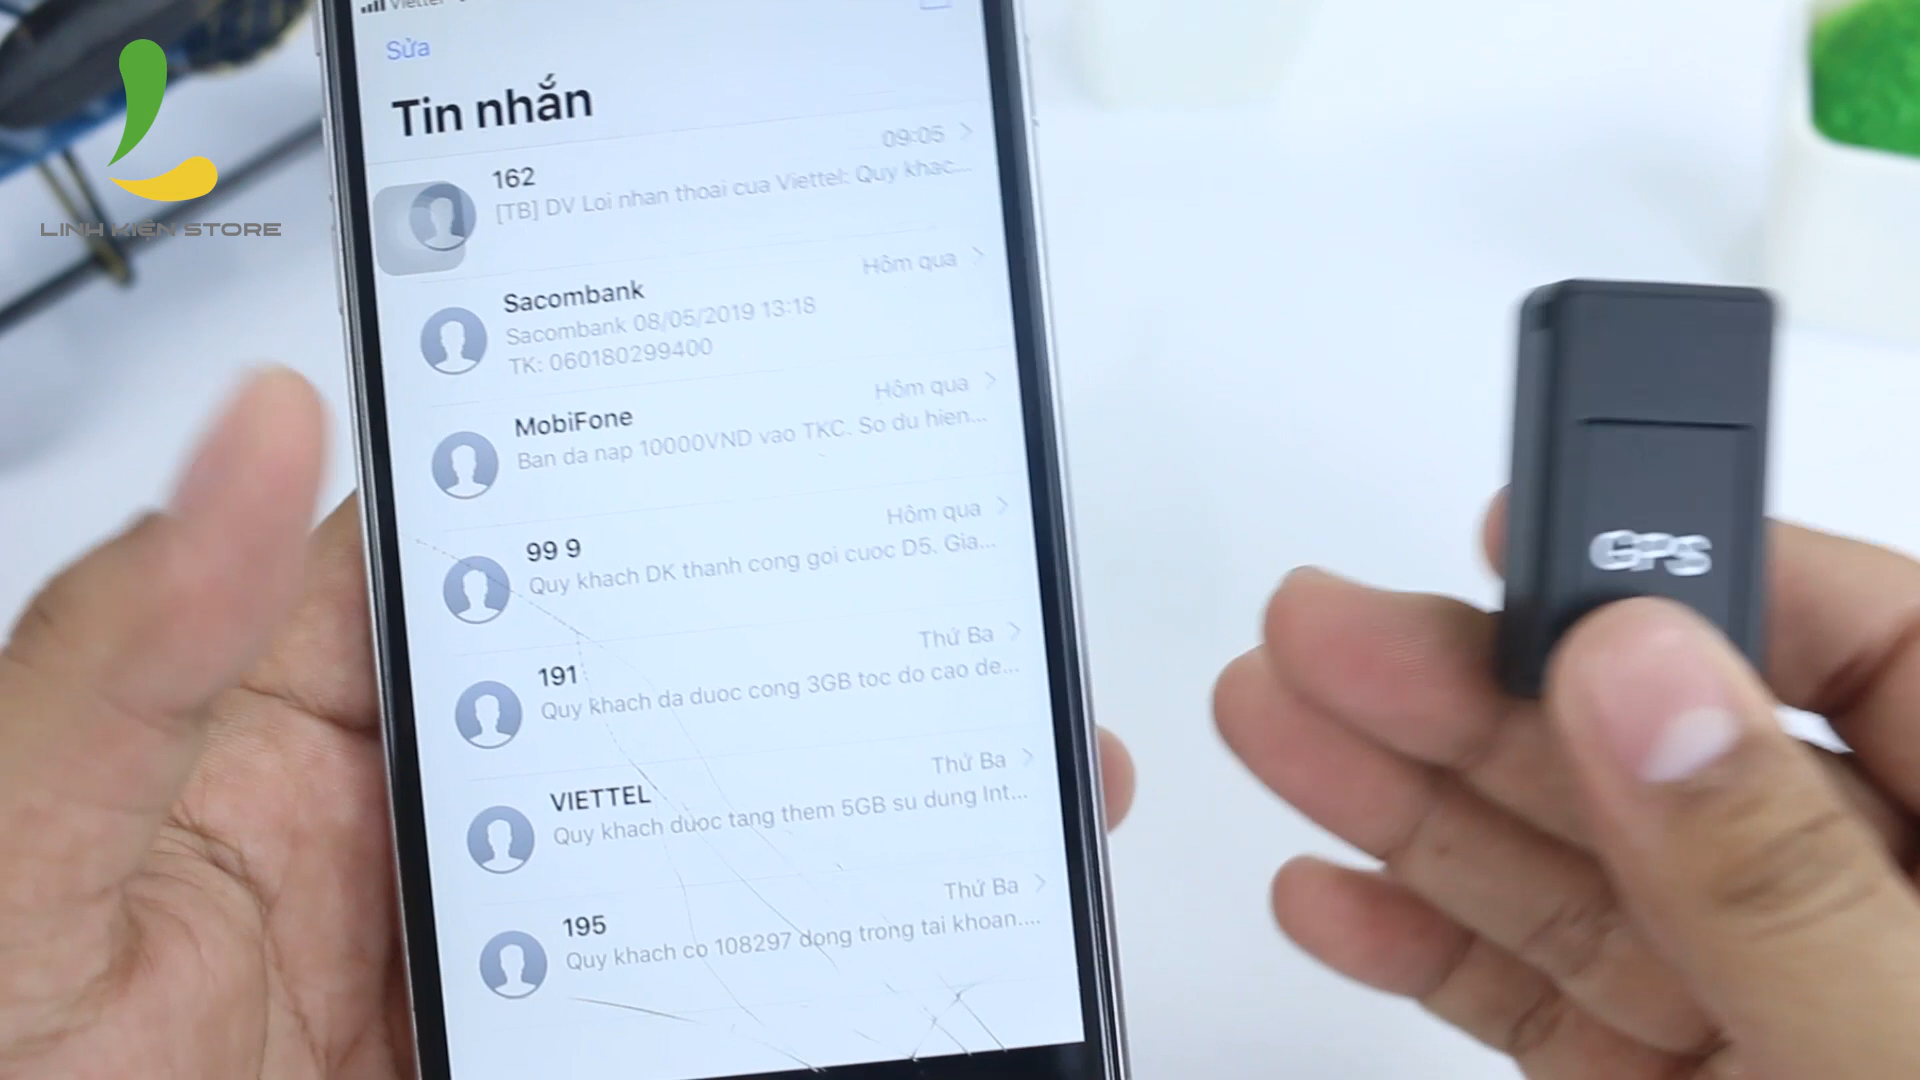 Viettel
Sửa
Tin nhắn
162
09:05
[TB] DV Loi nhan thoai cua Viettel: Quy khac...
Sacombank
Hôm qua
Sacombank 08/05/2019 13:18
TK: 060180299400
MobiFone
Hôm qua
Ban da nap 10000VND vao TKC. So du hien...
99 9
Hôm qua
Quy khach DK thanh cong goi cuoc D5. Gia...
191
Thứ Ba
Quy khach da duoc cong 3GB toc do cao de...
VIETTEL
Thứ Ba
Quy khach duoc tang them 5GB su dung Int...
195
Thứ Ba
Quy khach co 108297 dong trong tai khoan....
LINH KIỆN STORE
GPS